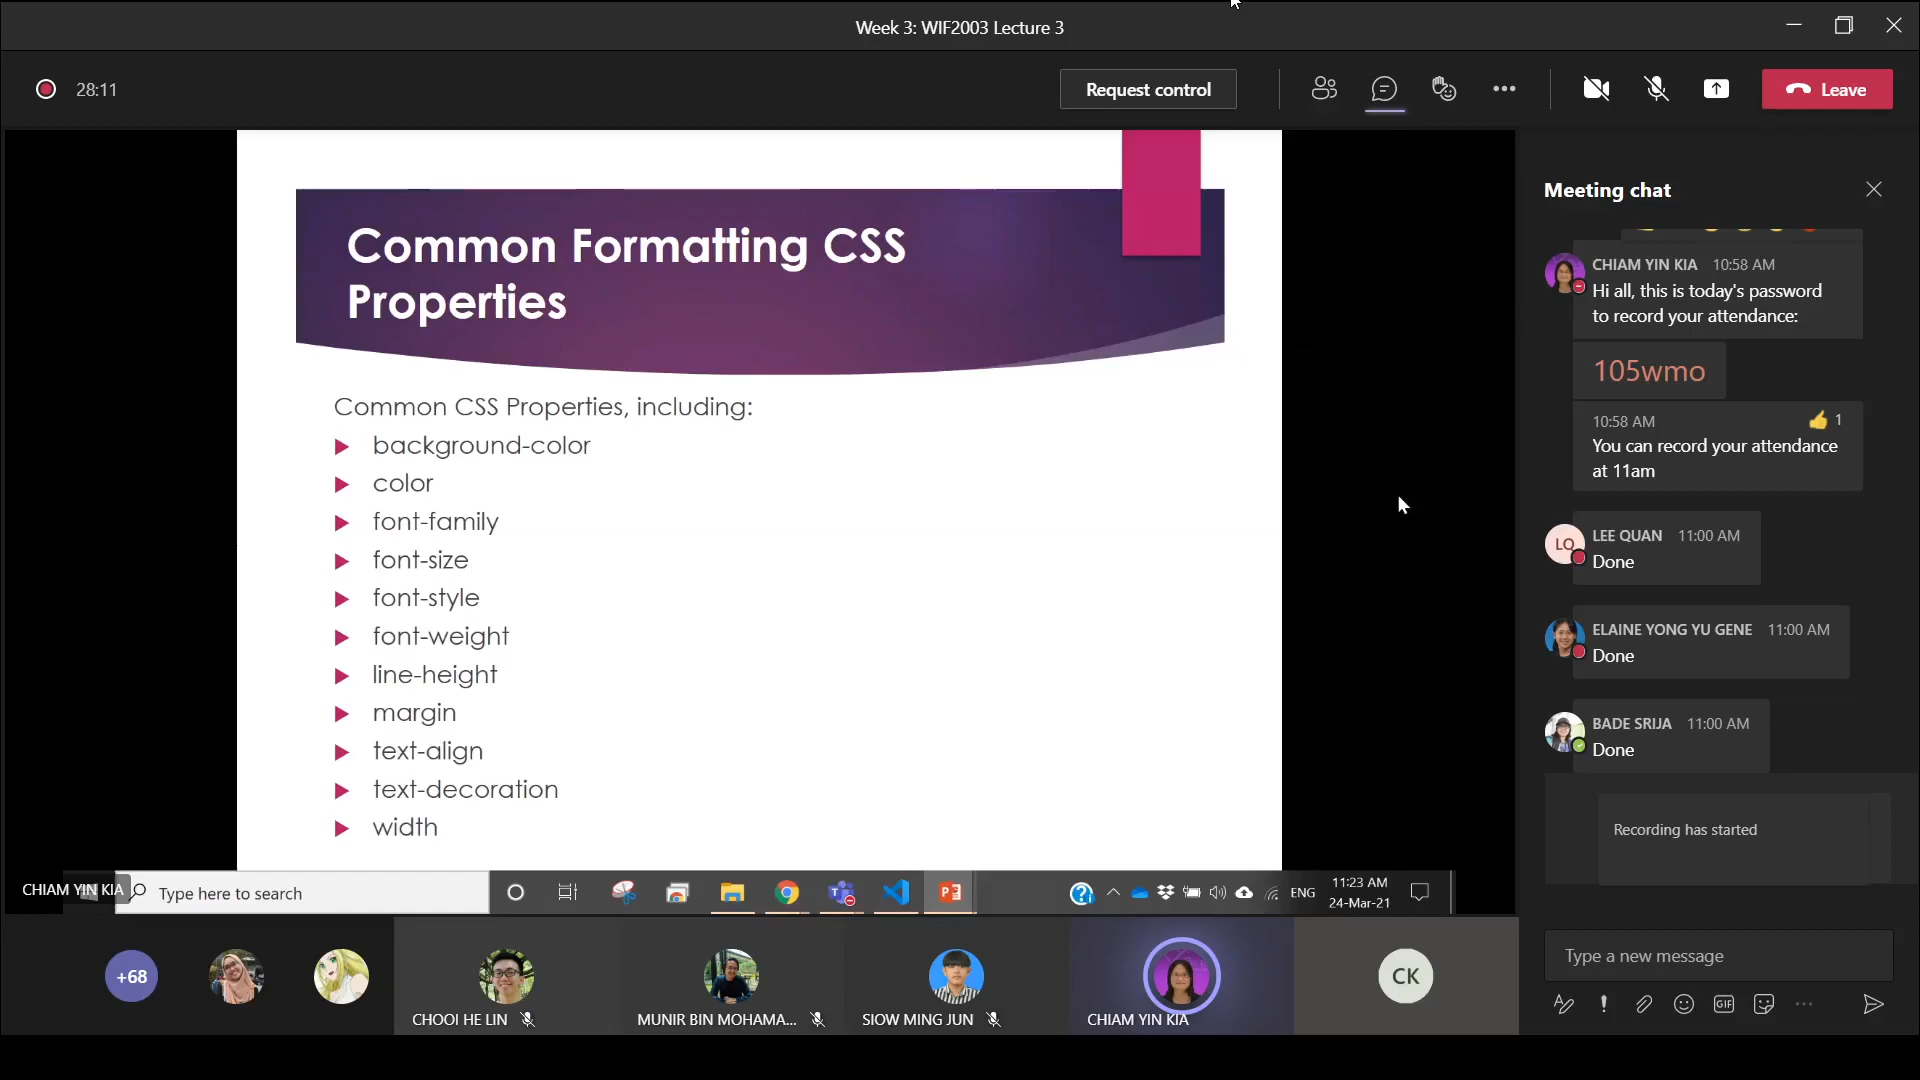 Week 3: WIF2003 Lecture 3
28:11
Request control
Leave
Common Formatting CSS
Properties
Common CSS Properties, including:
background-color
color
font-family
font-size
font-style
font-weight
line-height
margin
text-align
text-decoration
width
CHIAM YIN KIA
Type here to search
ENG
11:23 AM
24-Mar-21
+68
CHOOI HE LIN
MUNIR BIN MOHAMA...
SIOW MING JUN
CHIAM YIN KIA
CK
Meeting chat
CHIAM YIN KIA 10:58 AM
Hi all, this is today's password
to record your attendance:
105wmo
10:58 AM
1
You can record your attendance
at 11am
LQ
LEE QUAN 11:00 AM
Done
ELAINE YONG YU GENE 11:00 AM
Done
BADE SRIJA 11:00 AM
Done
Recording has started
Type a new message
GIF